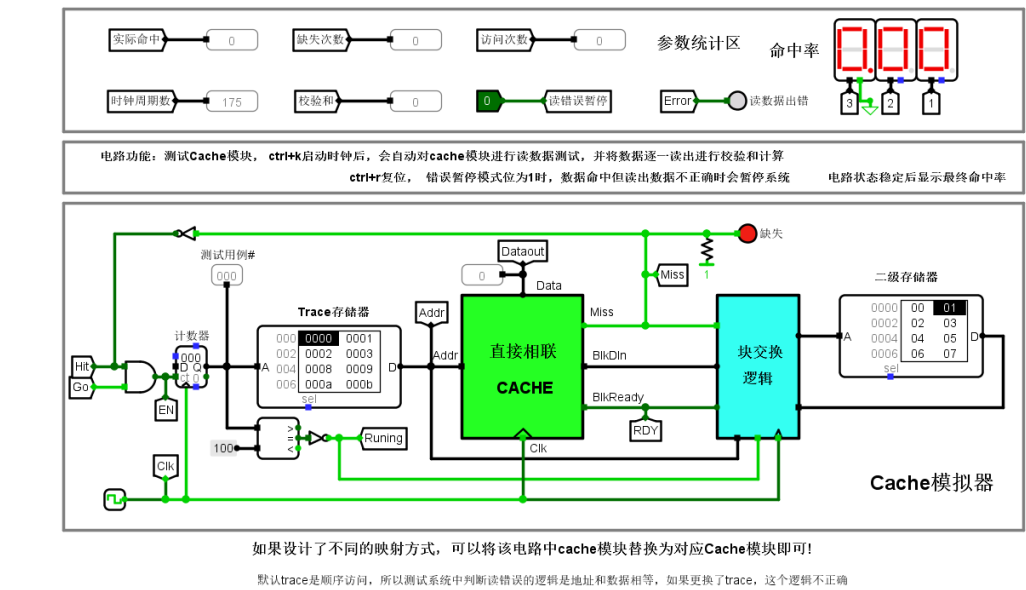 实际命中 0 缺失次数 0 访问次数 0 参数统计区 命中率 0.00
时钟周期数 175 校验和 0 0 读错误暂停 Error 读数据出错 3 2 1
电路功能：测试Cache模块， ctrl+k启动时钟后，会自动对cache模块进行读数据测试，并将数据逐一读出进行校验和计算
ctrl+r复位， 错误暂停模式位为1时，数据命中但读出数据不正确时会暂停系统 电路状态稳定后显示最终命中率
缺失
测试用例#
000
Dataout
0
Data
Miss
1
二级存储器
0000 00 01
0002 02 03
0004 04 05
0006 06 07
A
D
sel
Trace存储器
000 0000 0001
002 0002 0003
004 0008 0009
006 000a 000b
A
D
sel
计数器
000
D Q
ct 0
Addr
Addr
Miss
直接相联
CACHE
BlkDIn
BlkReady
Clk
块交换
逻辑
Hit
Go
EN
RDY
100
>
=
<
Runing
Clk
Cache模拟器
如果设计了不同的映射方式，可以将该电路中cache模块替换为对应Cache模块即可!
默认trace是顺序访问，所以测试系统中判断读错误的逻辑是地址和数据相等，如果更换了trace，这个逻辑不正确